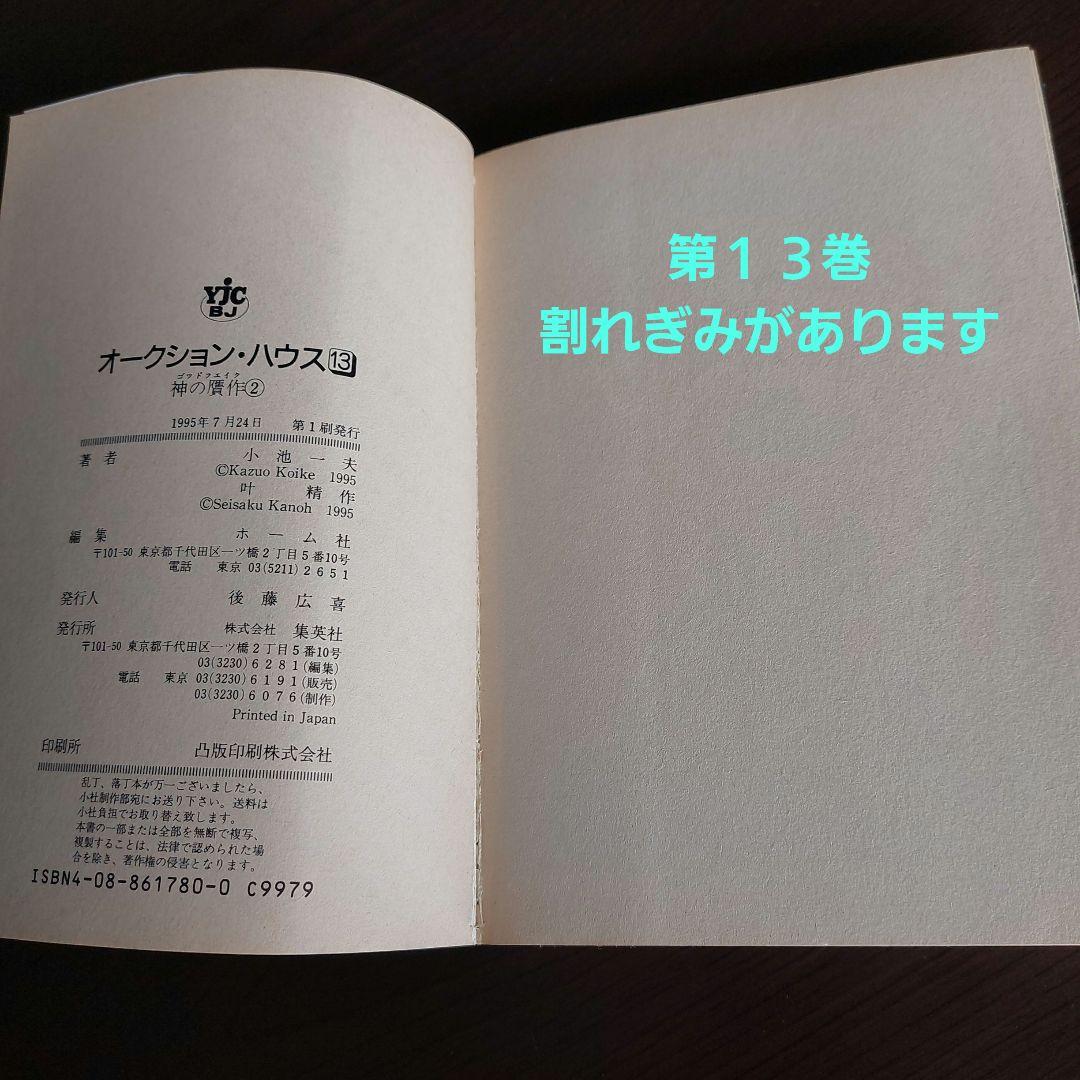 YJC
BJ
オークション・ハウス13
ゴッドフェイク
神の贋作②
1995年7月24日 第1刷発行
著者 小池一夫
©Kazuo Koike 1995
叶 精作
©Seisaku Kanoh 1995
編集 ホーム社
〒101-50 東京都千代田区一ツ橋2丁目5番10号
電話 東京 03(5211)2651
発行人 後藤広喜
発行所 株式会社 集英社
〒101-50 東京都千代田区一ツ橋2丁目5番10号
03(3230)6281(編集)
電話 東京 03(3230)6191(販売)
03(3230)6076(制作)
Printed in Japan
印刷所 凸版印刷株式会社
乱丁、落丁本が万一ございましたら、
小社制作部宛にお送り下さい。送料は
小社負担でお取り替え致します。
本書の一部または全部を無断で複写、
複製することは、法律で認められた場
合を除き、著作権の侵害となります。
ISBN4-08-861780-0 C9979
第13巻
割れぎみがあります